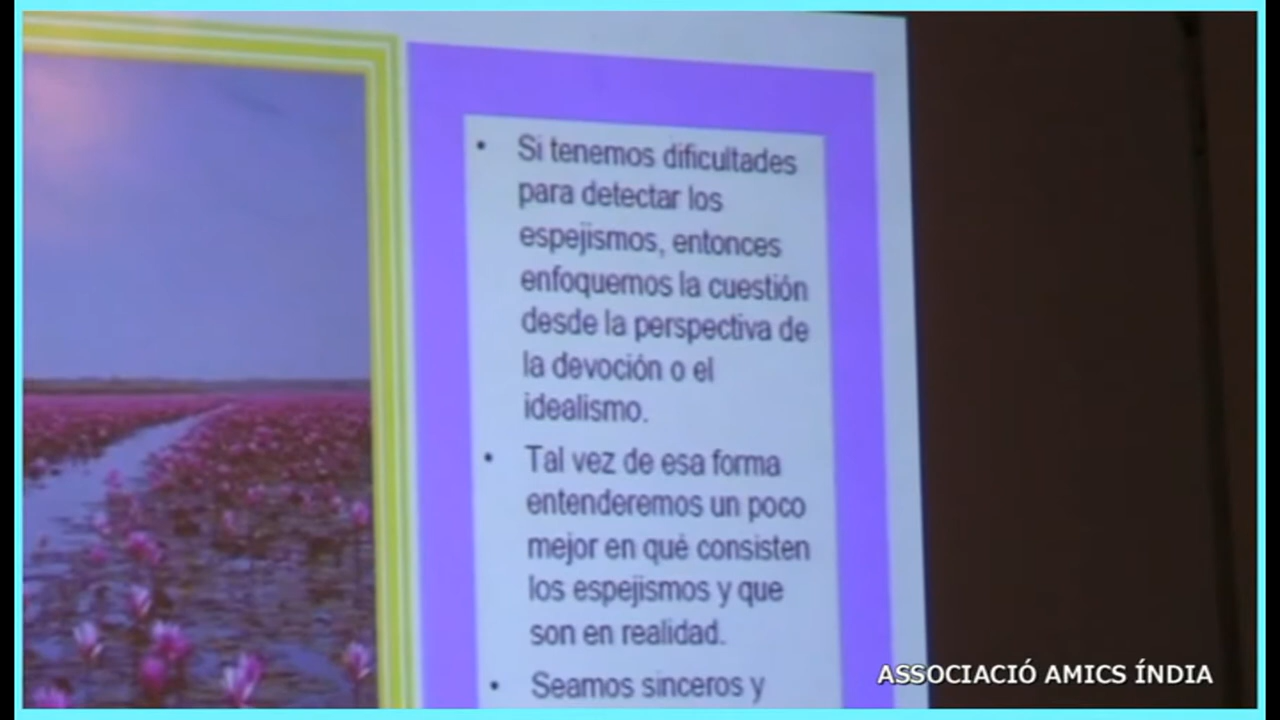 • Si tenemos dificultades
para detectar los
espejismos, entonces
enfoquemos la cuestión
desde la perspectiva de
la devoción o el
idealismo.
• Tal vez de esa forma
entenderemos un poco
mejor en qué consisten
los espejismos y que
son en realidad.
• Seamos sinceros y
ASSOCIACIÓ AMICS ÍNDIA